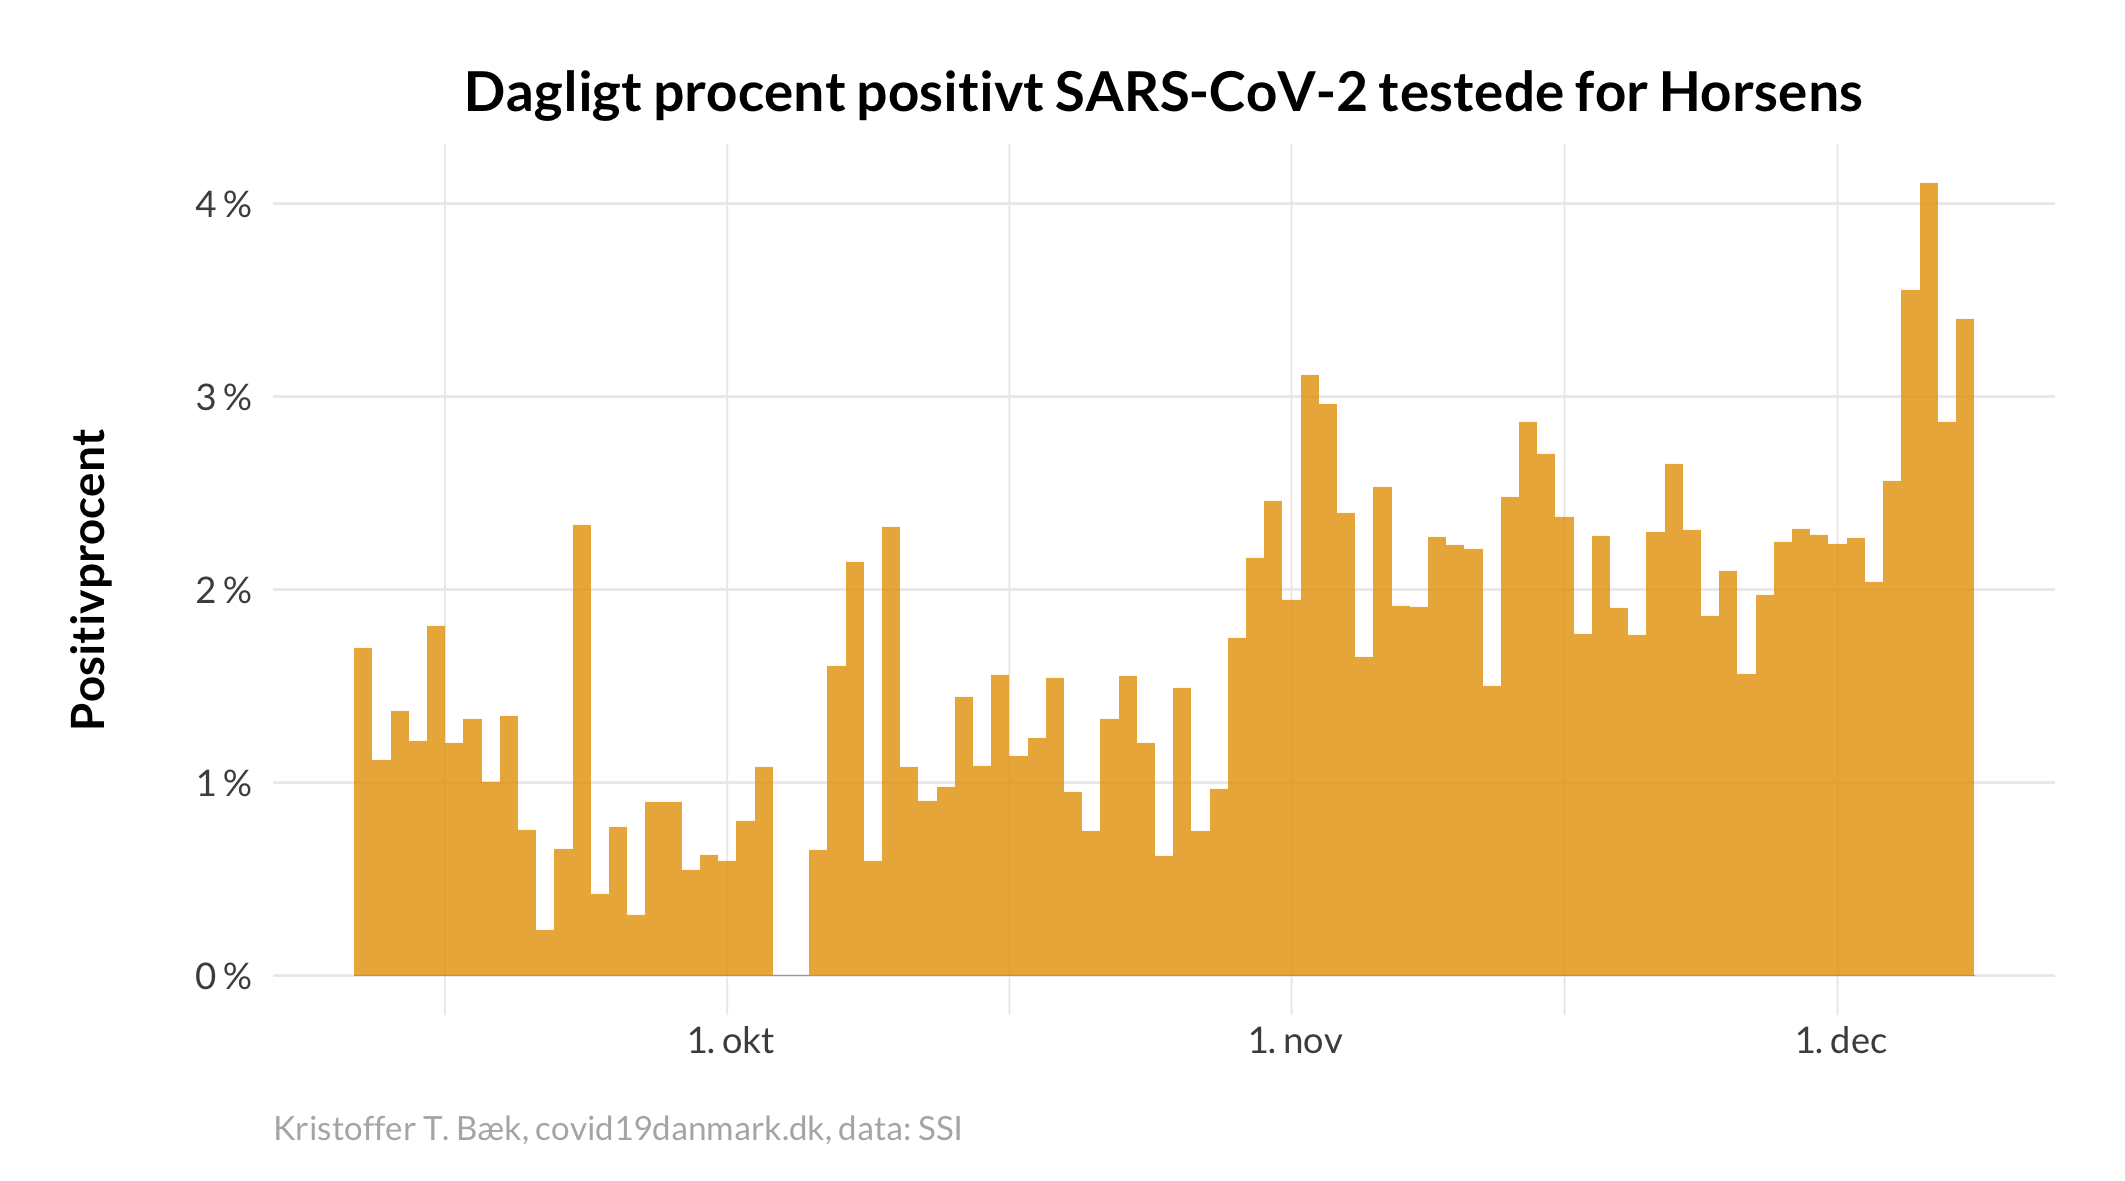 Dagligt procent positivt SARS-CoV-2 testede for Horsens
Positivprocent
4 %
3 %
2 %
1 %
0 %
1. okt
1. nov
1. dec
Kristoffer T. Bæk, covid19danmark.dk, data: SSI